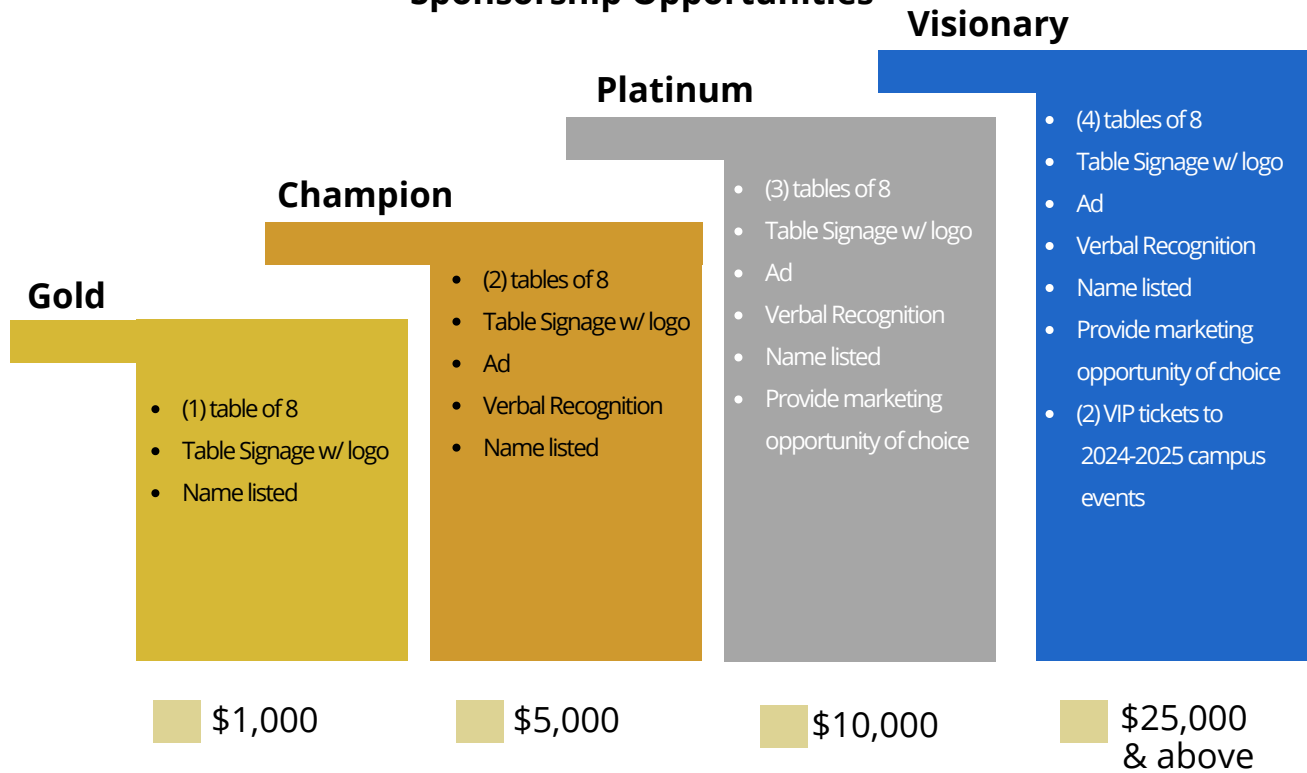 Sponsorship Opportunities
Visionary
Platinum
Champion
Gold
• (1) table of 8
• Table Signage w/ logo
• Name listed
• (2) tables of 8
• Table Signage w/ logo
• Ad
• Verbal Recognition
• Name listed
• (3) tables of 8
• Table Signage w/ logo
• Ad
• Verbal Recognition
• Name listed
• Provide marketing
opportunity of choice
• (4) tables of 8
• Table Signage w/ logo
• Ad
• Verbal Recognition
• Name listed
• Provide marketing
opportunity of choice
• (2) VIP tickets to
2024-2025 campus
events
$1,000
$5,000
$10,000
$25,000
& above